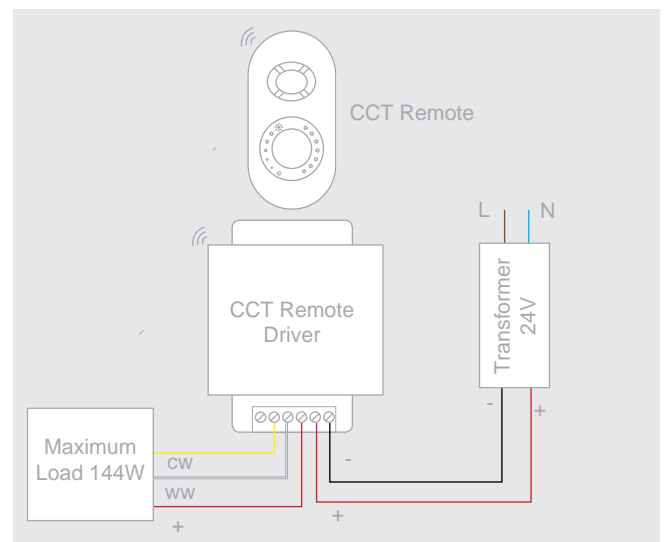 CCT Remote
L N
CCT Remote
Driver
Transformer
24V
- +
Maximum
Load 144W
CW
WW
+
-
+